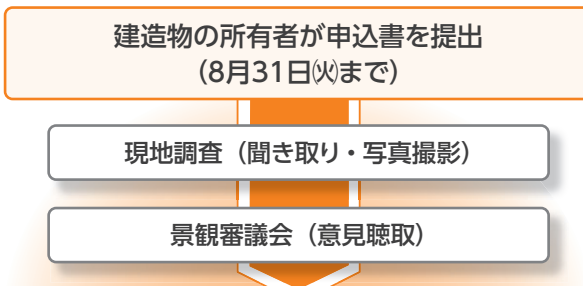 建造物の所有者が申込書を提出
（8月31日㈫まで）
現地調査（聞き取り・写真撮影）
景観審議会（意見聴取）